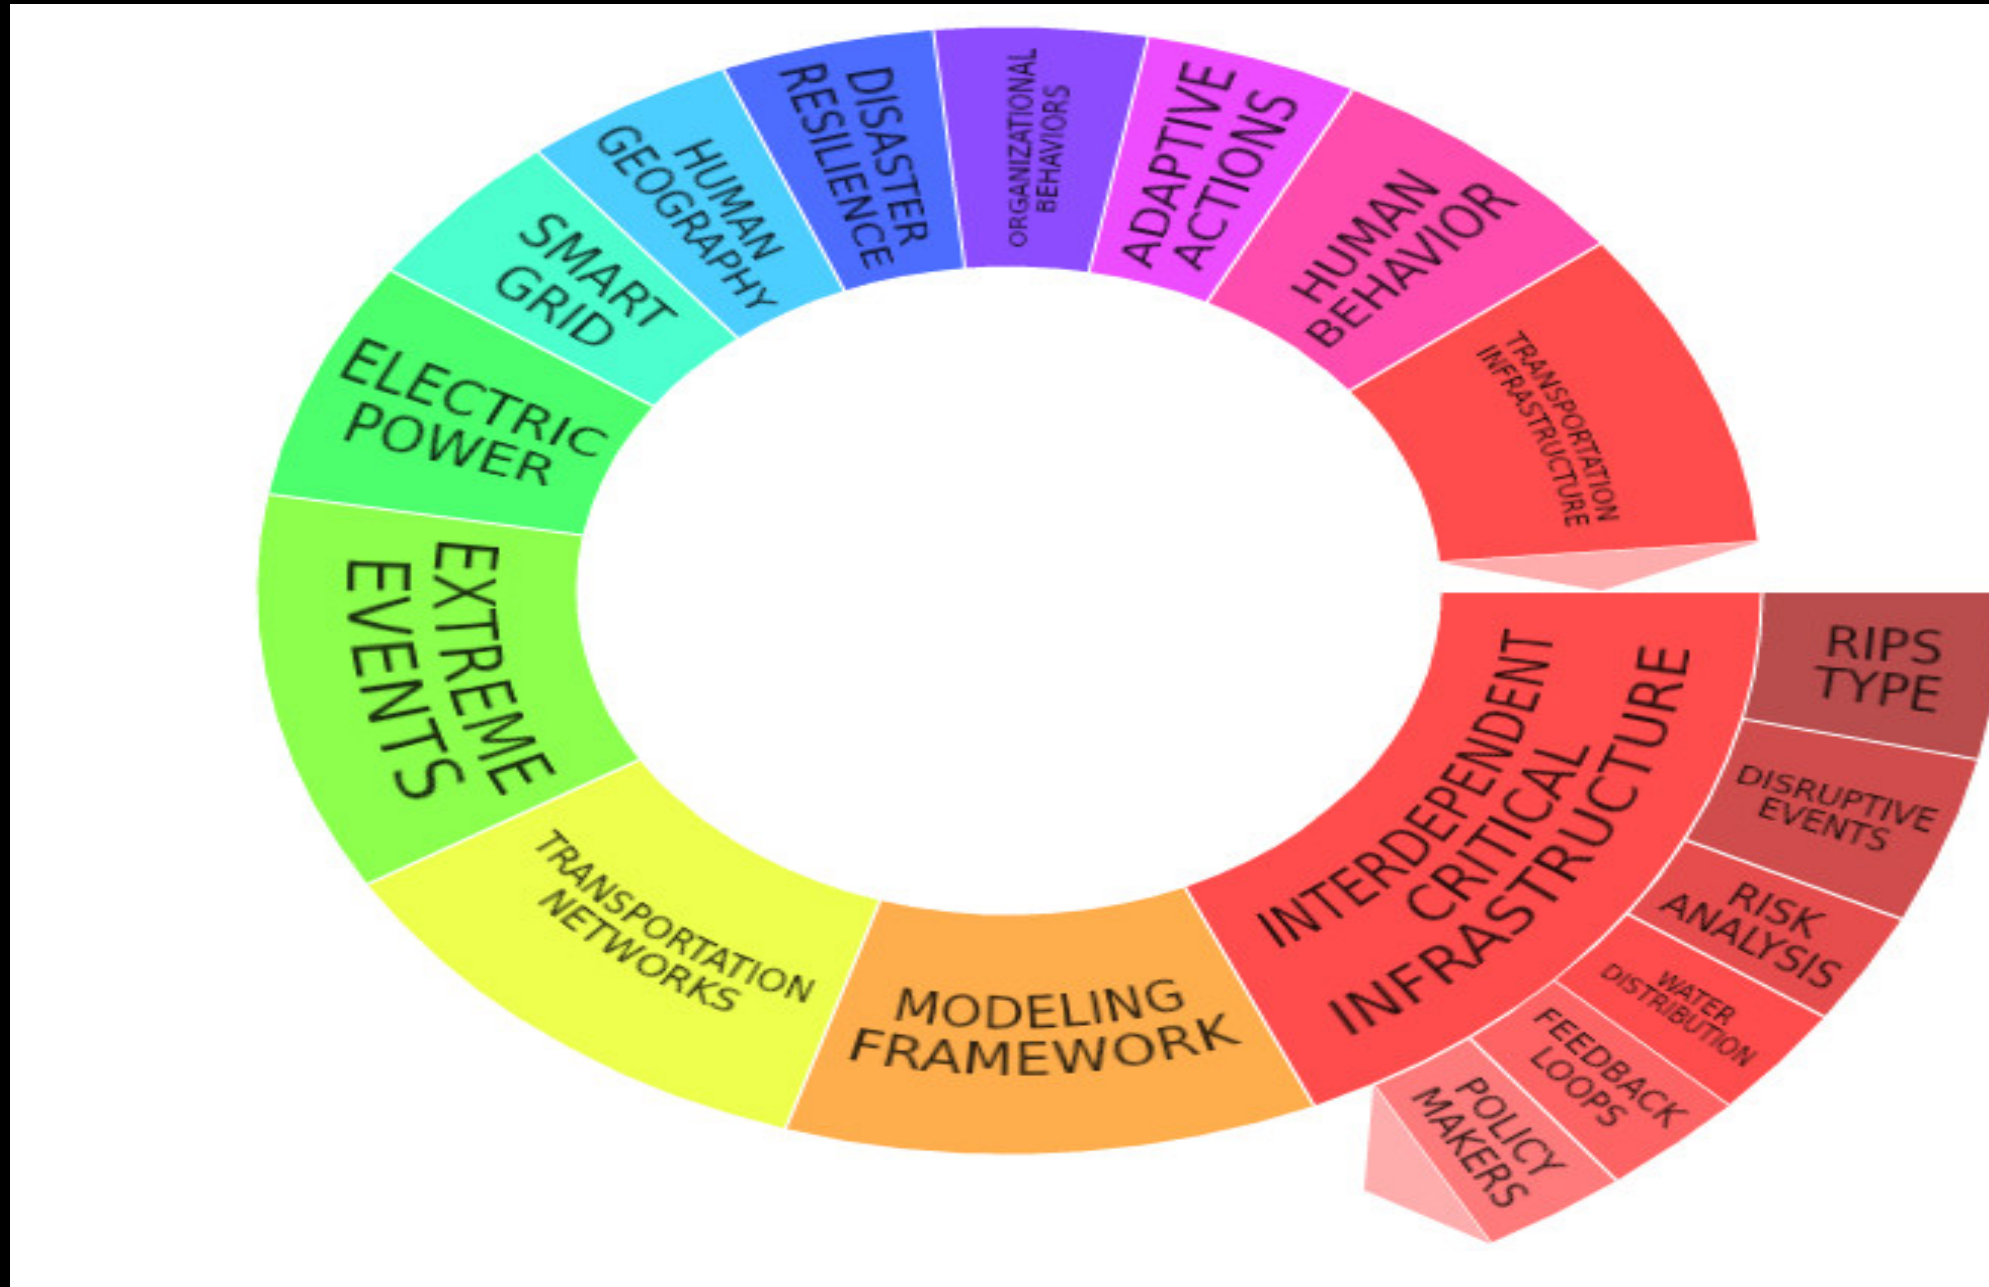 DISASTER
RESILIENCE
ORGANIZATIONAL
BEHAVIORS
ADAPTIVE
ACTIONS
HUMAN
BEHAVIOR
TRANSPORTATION
INFRASTRUCTURE
HUMAN
GEOGRAPHY
SMART
GRID
ELECTRIC
POWER
EXTREME
EVENTS
TRANSPORTATION
NETWORKS
MODELING
FRAMEWORK
INTERDEPENDENT
CRITICAL
INFRASTRUCTURE
RIPS
TYPE
DISRUPTIVE
EVENTS
RISK
ANALYSIS
WATER
DISTRIBUTION
FEEDBACK
LOOPS
POLICY
MAKERS